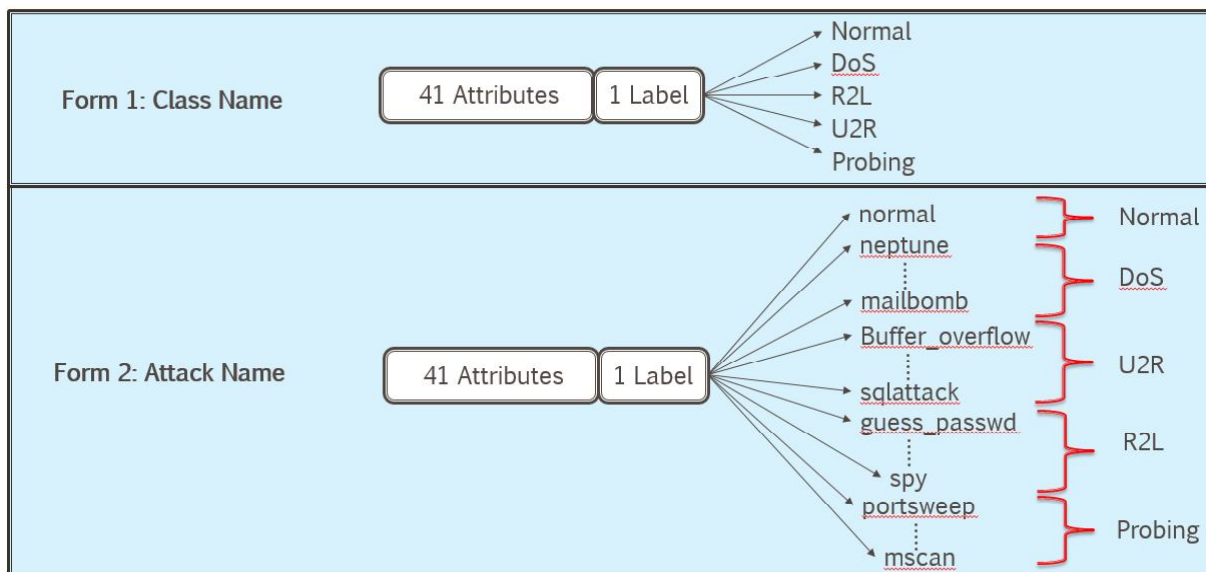 Normal
DoS
Form 1: Class Name
41 Attributes
1 Label
R2L
U2R
Probing
normal
Normal
neptune
DoS
mailbomb
Buffer_overflow
U2R
Form 2: Attack Name
41 Attributes
1 Label
sqlattack
guess_passwd
R2L
spy
portsweep
Probing
mscan